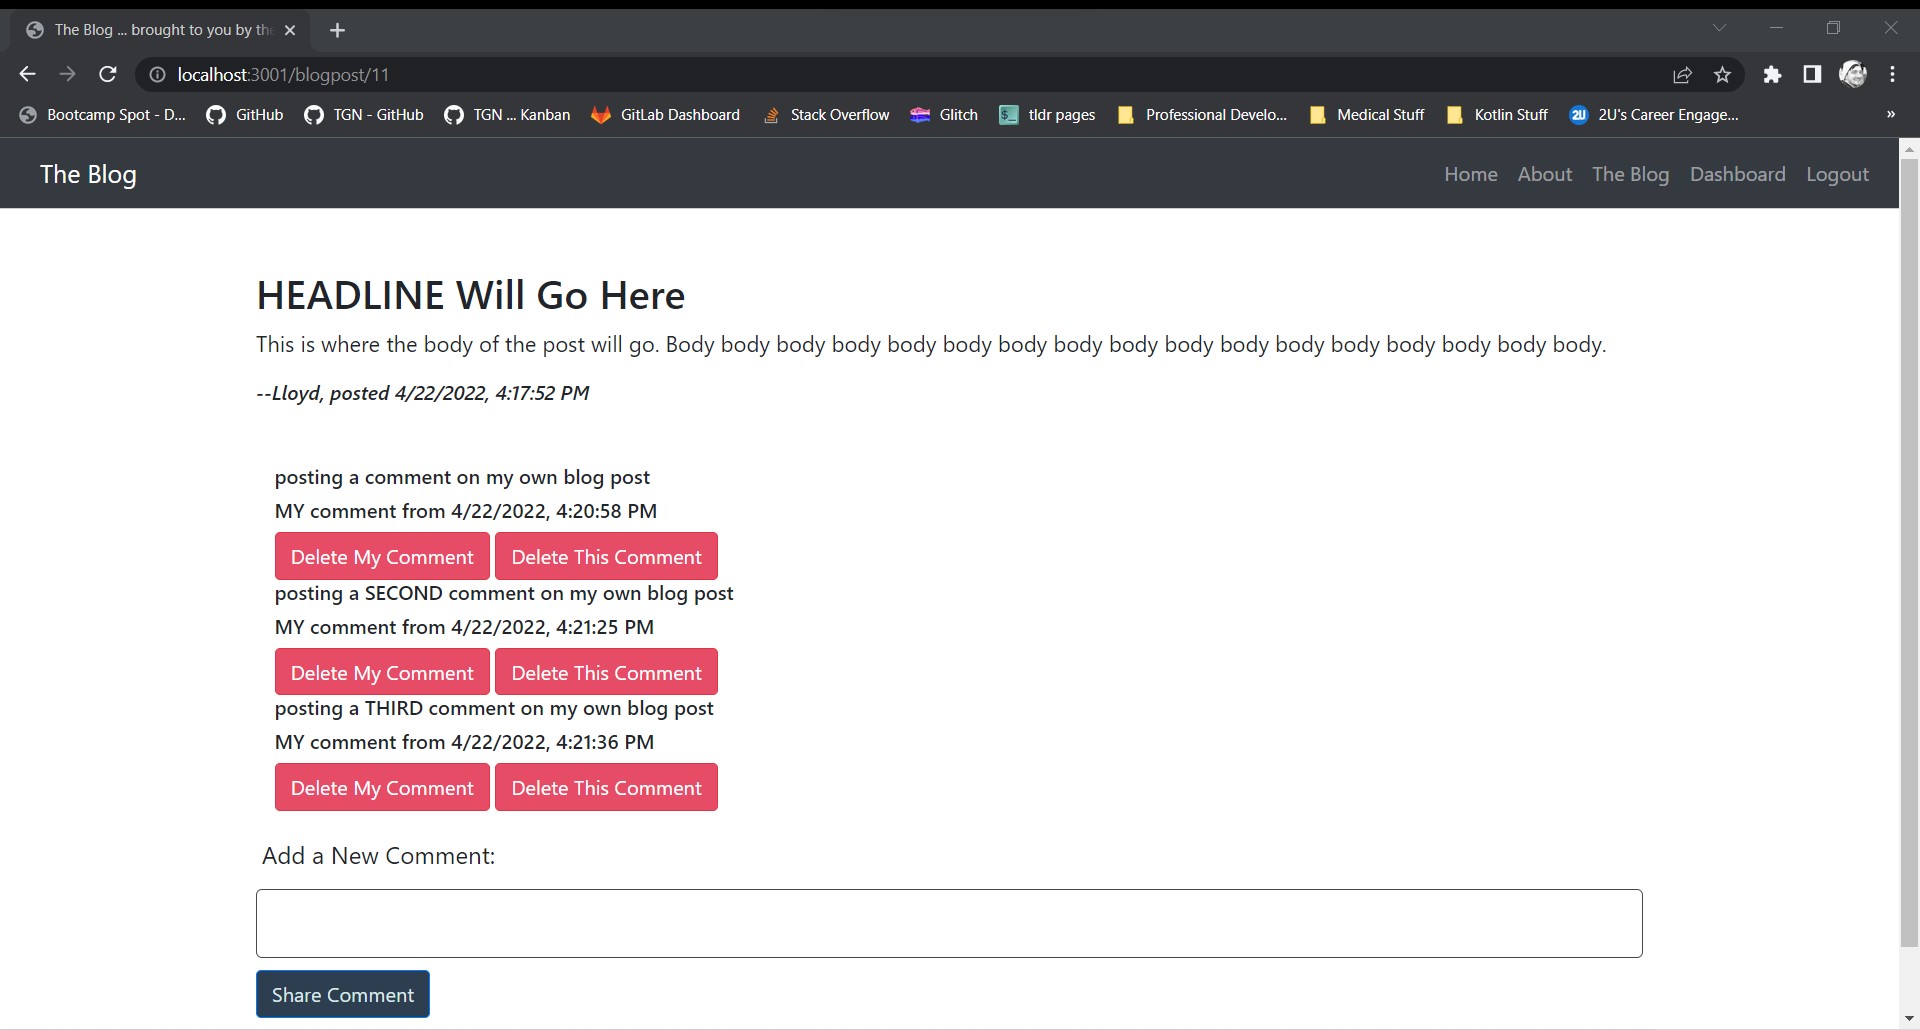 The Blog ... brought to you by the
localhost:3001/blogpost/11
Bootcamp Spot - D... GitHub TGN - GitHub TGN ... Kanban GitLab Dashboard Stack Overflow Glitch $_ tldr pages Professional Develo... Medical Stuff Kotlin Stuff 2U 2U's Career Engage... »
The Blog Home About The Blog Dashboard Logout
HEADLINE Will Go Here
This is where the body of the post will go. Body body body body body body body body body body body body body body body body body.
--Lloyd, posted 4/22/2022, 4:17:52 PM
posting a comment on my own blog post
MY comment from 4/22/2022, 4:20:58 PM
Delete My Comment Delete This Comment
posting a SECOND comment on my own blog post
MY comment from 4/22/2022, 4:21:25 PM
Delete My Comment Delete This Comment
posting a THIRD comment on my own blog post
MY comment from 4/22/2022, 4:21:36 PM
Delete My Comment Delete This Comment
Add a New Comment:
Share Comment